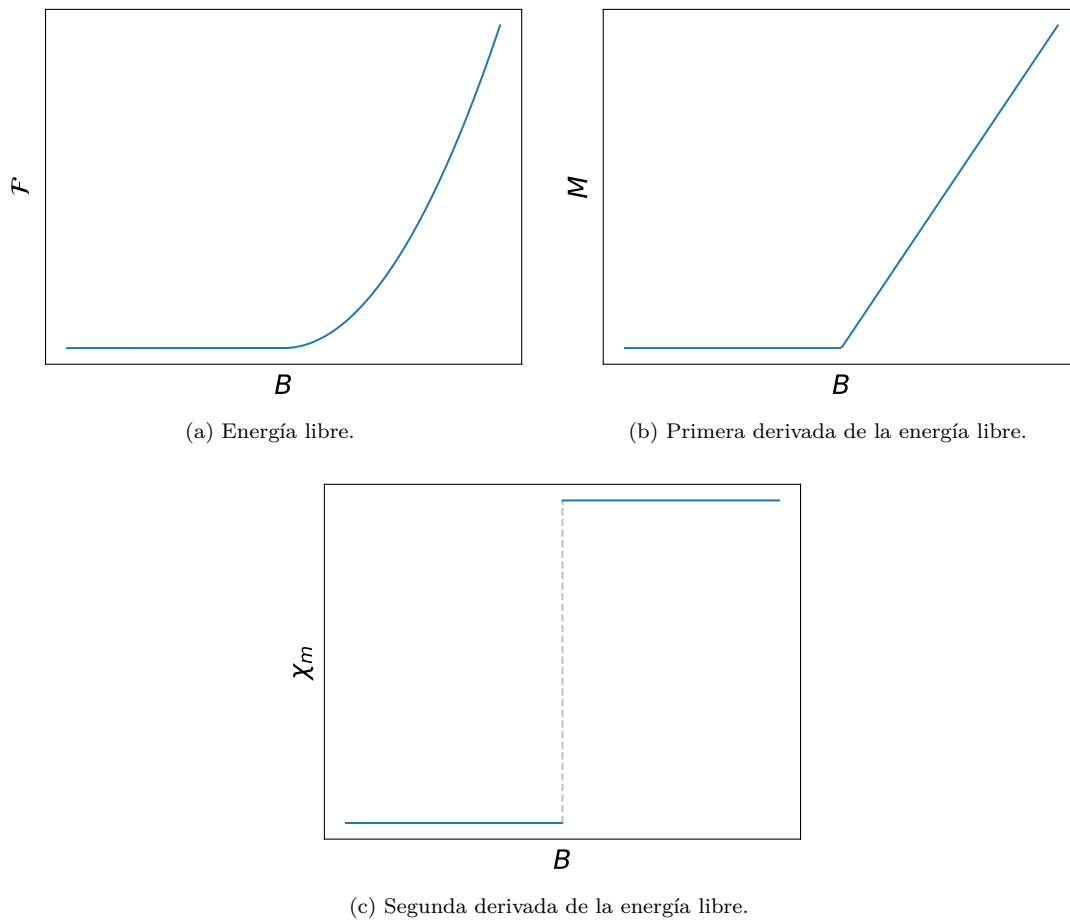 ℱ
B
(a) Energía libre.
M
B
(b) Primera derivada de la energía libre.
χm
B
(c) Segunda derivada de la energía libre.